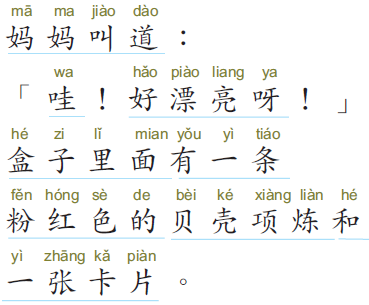 mā ma jiào dào
妈妈叫道：
wa hǎo piào liang ya
「哇！好漂亮呀！」
hé zi lǐ mian yǒu yì tiáo
盒子里面有一条
fěn hóng sè de bèi ké xiàng liàn hé
粉红色的贝壳项炼和
yì zhāng kǎ piàn
一张卡片。